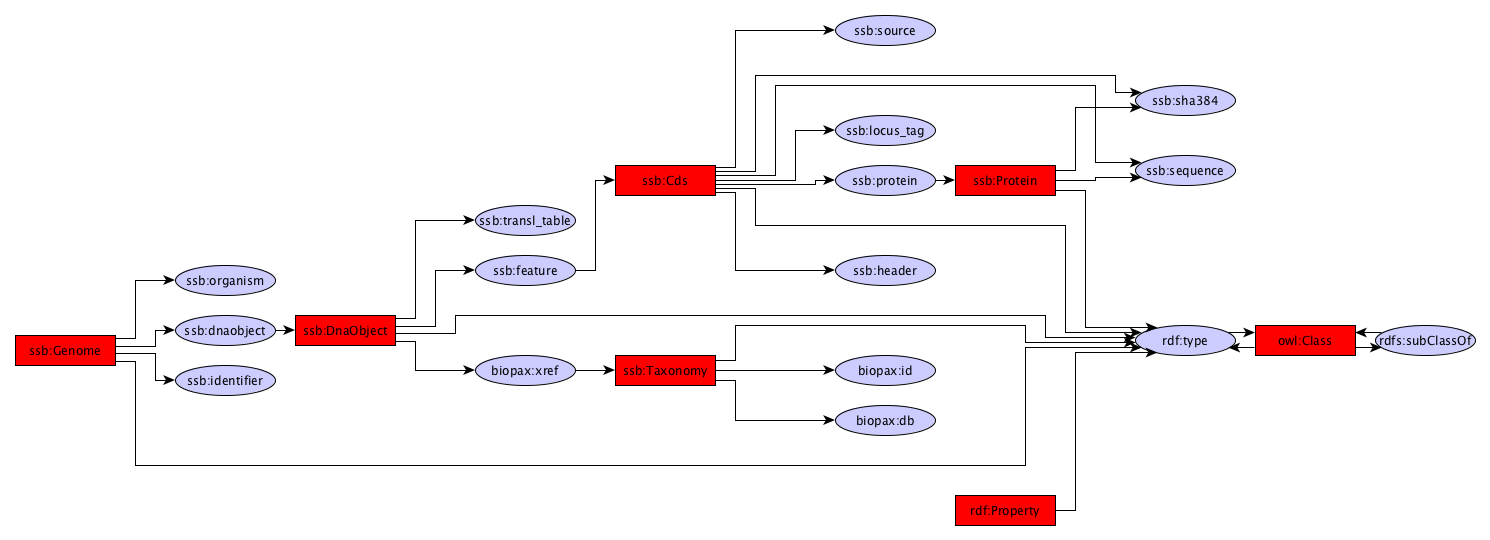 ssb:source
ssb:sha384
ssb:locus_tag
ssb:Cds
ssb:protein
ssb:Protein
ssb:sequence
ssb:transl_table
ssb:feature
ssb:header
ssb:organism
ssb:dnaobject
ssb:DnaObject
ssb:Genome
rdf:type
owl:Class
rdfs:subClassOf
ssb:identifier
biopax:xref
ssb:Taxonomy
biopax:id
biopax:db
rdf:Property